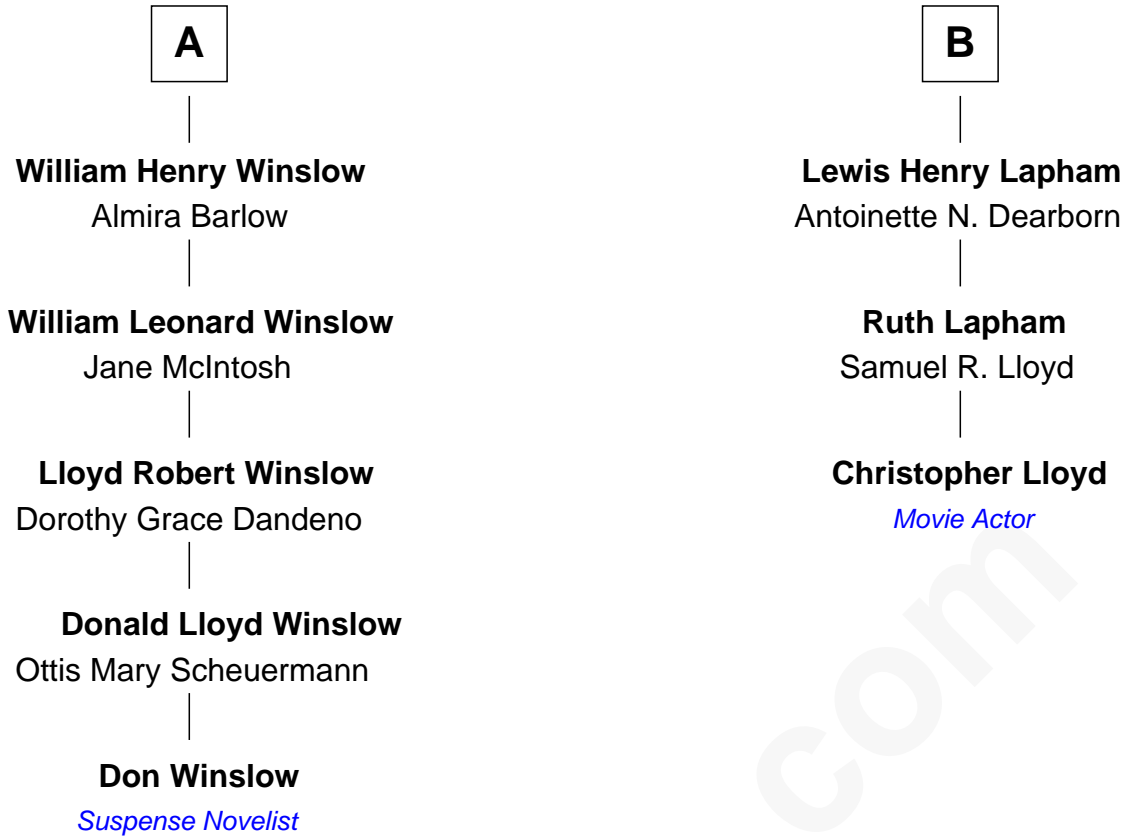 A
William Henry Winslow
Almira Barlow
William Leonard Winslow
Jane McIntosh
Lloyd Robert Winslow
Dorothy Grace Dandeno
Donald Lloyd Winslow
Ottis Mary Scheuermann
Don Winslow
Suspense Novelist
B
Lewis Henry Lapham
Antoinette N. Dearborn
Ruth Lapham
Samuel R. Lloyd
Christopher Lloyd
Movie Actor
com